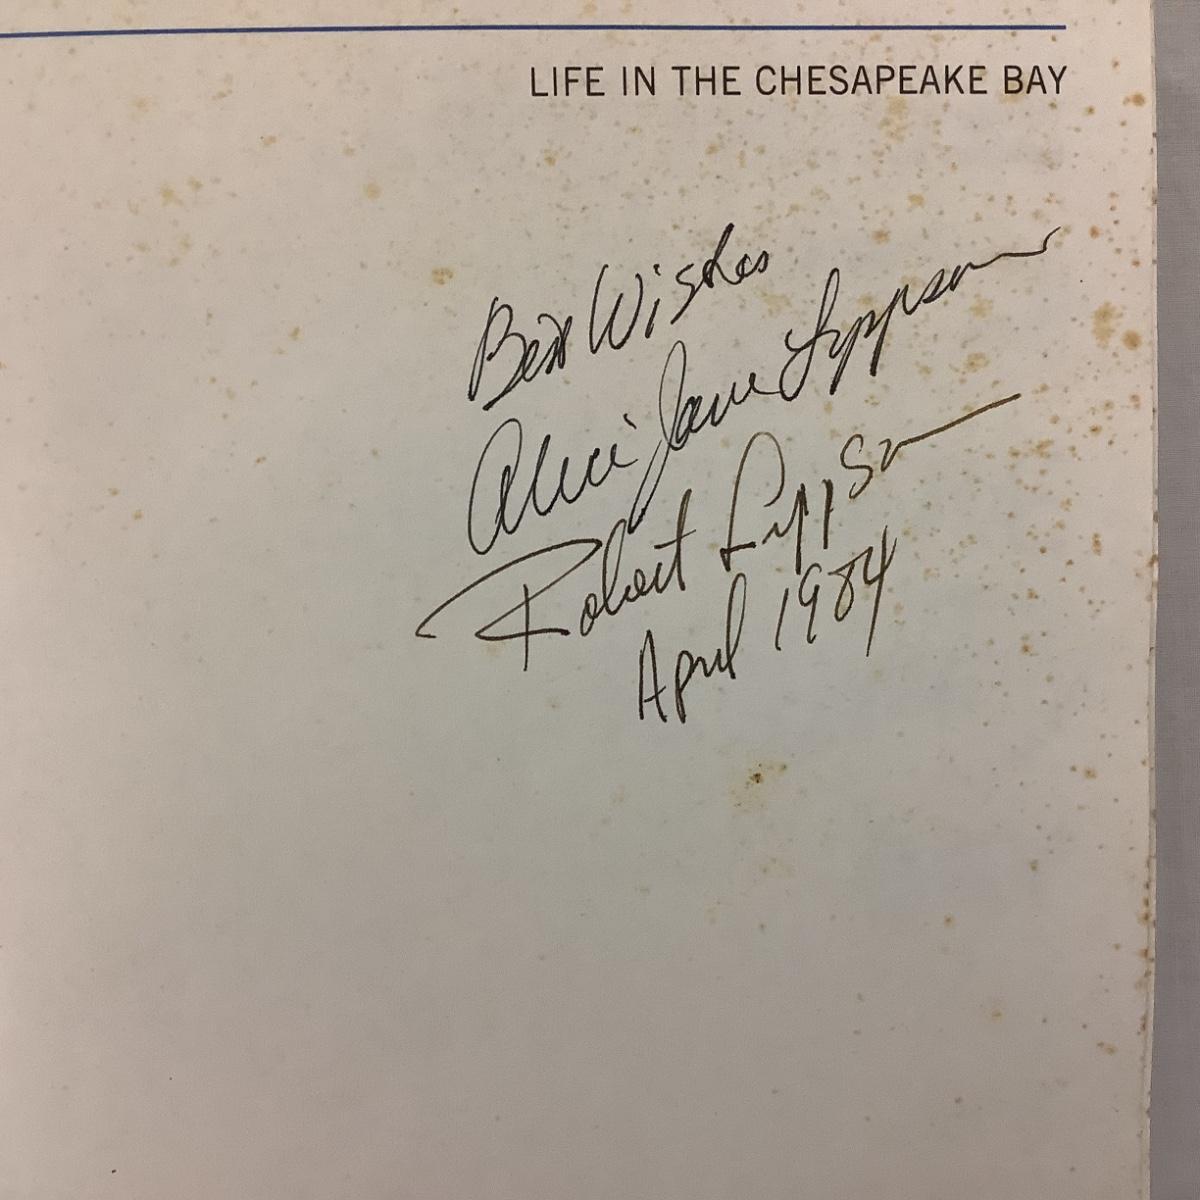 LIFE IN THE CHESAPEAKE BAY
Best Wishes
Alice Jane Lippson
Robert Lippson
April 1984